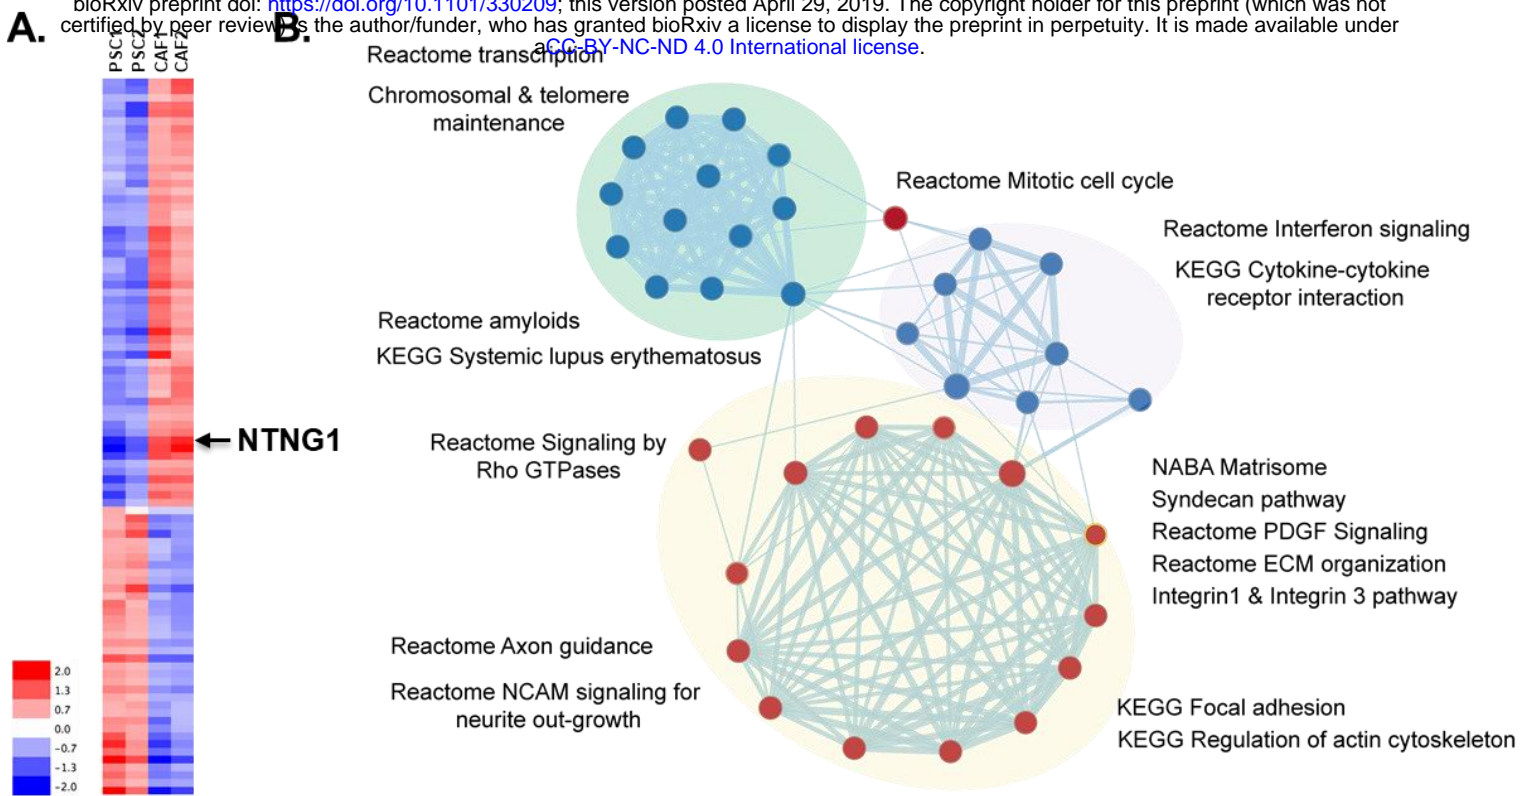 bioRxiv preprint doi: https://doi.org/10.1101/330209; this version posted April 29, 2019. The copyright holder for this preprint (which was not
certified by peer review) is the author/funder, who has granted bioRxiv a license to display the preprint in perpetuity. It is made available under
aCC-BY-NC-ND 4.0 International license.
A.
B.
PSC1
PSC2
CAF1
CAF2
NTNG1
2.0
1.3
0.7
0.0
−0.7
−1.3
−2.0
Reactome transcription
Chromosomal & telomere
maintenance
Reactome Mitotic cell cycle
Reactome Interferon signaling
KEGG Cytokine-cytokine
receptor interaction
Reactome amyloids
KEGG Systemic lupus erythematosus
Reactome Signaling by
Rho GTPases
NABA Matrisome
Syndecan pathway
Reactome PDGF Signaling
Reactome ECM organization
Integrin1 & Integrin 3 pathway
Reactome Axon guidance
Reactome NCAM signaling for
neurite out-growth
KEGG Focal adhesion
KEGG Regulation of actin cytoskeleton